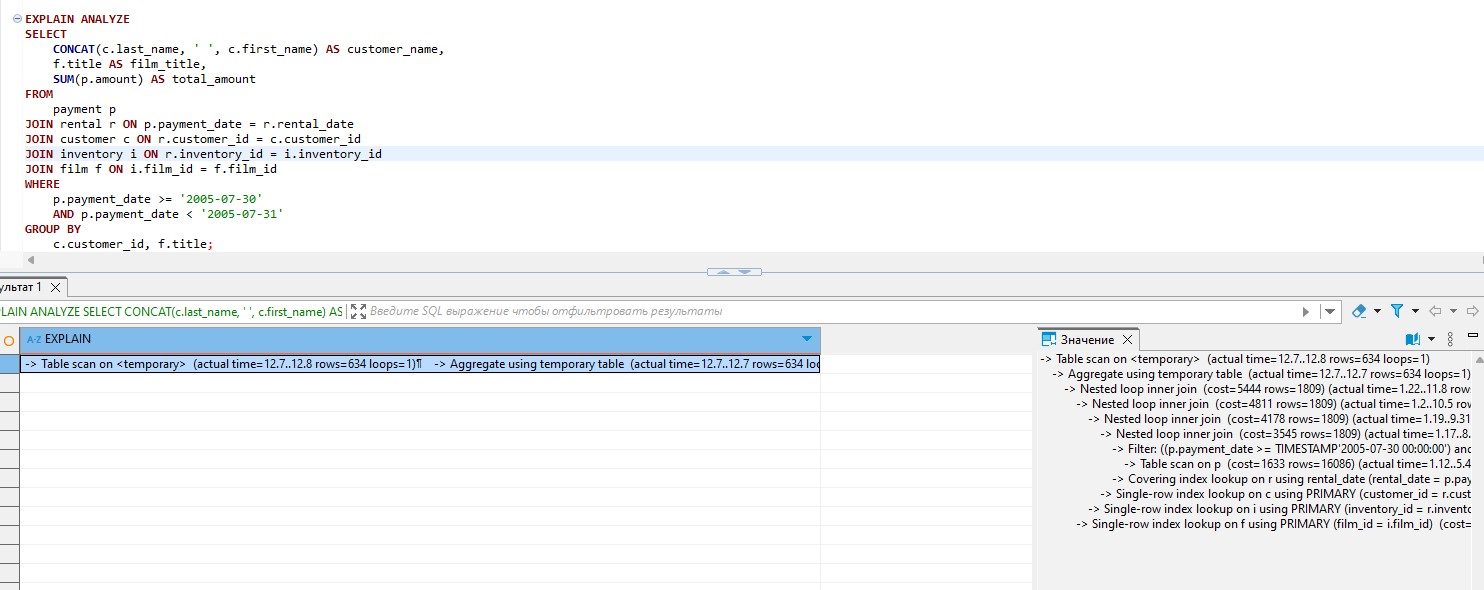 EXPLAIN ANALYZE
SELECT
CONCAT(c.last_name, ' ', c.first_name) AS customer_name,
f.title AS film_title,
SUM(p.amount) AS total_amount
FROM
payment p
JOIN rental r ON p.payment_date = r.rental_date
JOIN customer c ON r.customer_id = c.customer_id
JOIN inventory i ON r.inventory_id = i.inventory_id
JOIN film f ON i.film_id = f.film_id
WHERE
p.payment_date >= '2005-07-30'
AND p.payment_date < '2005-07-31'
GROUP BY
c.customer_id, f.title;
ультат 1
LAIN ANALYZE SELECT CONCAT(c.last_name, ' ', c.first_name) AS
Введите SQL выражение чтобы отфильтровать результаты
A-Z EXPLAIN
-> Table scan on <temporary> (actual time=12.7..12.8 rows=634 loops=1)¶ -> Aggregate using temporary table (actual time=12.7..12.7 rows=634 loo
Значение
-> Table scan on <temporary> (actual time=12.7..12.8 rows=634 loops=1)
-> Aggregate using temporary table (actual time=12.7..12.7 rows=634 loops=1)
-> Nested loop inner join (cost=5444 rows=1809) (actual time=1.22..11.8 row
-> Nested loop inner join (cost=4811 rows=1809) (actual time=1.2..10.5 row
-> Nested loop inner join (cost=4178 rows=1809) (actual time=1.19..9.31
-> Nested loop inner join (cost=3545 rows=1809) (actual time=1.17..8.
-> Filter: ((p.payment_date >= TIMESTAMP'2005-07-30 00:00:00') and
-> Table scan on p (cost=1633 rows=16086) (actual time=1.12..5.4
-> Covering index lookup on r using rental_date (rental_date = p.pay
-> Single-row index lookup on c using PRIMARY (customer_id = r.cust
-> Single-row index lookup on i using PRIMARY (inventory_id = r.invento
-> Single-row index lookup on f using PRIMARY (film_id = i.film_id) (cost=